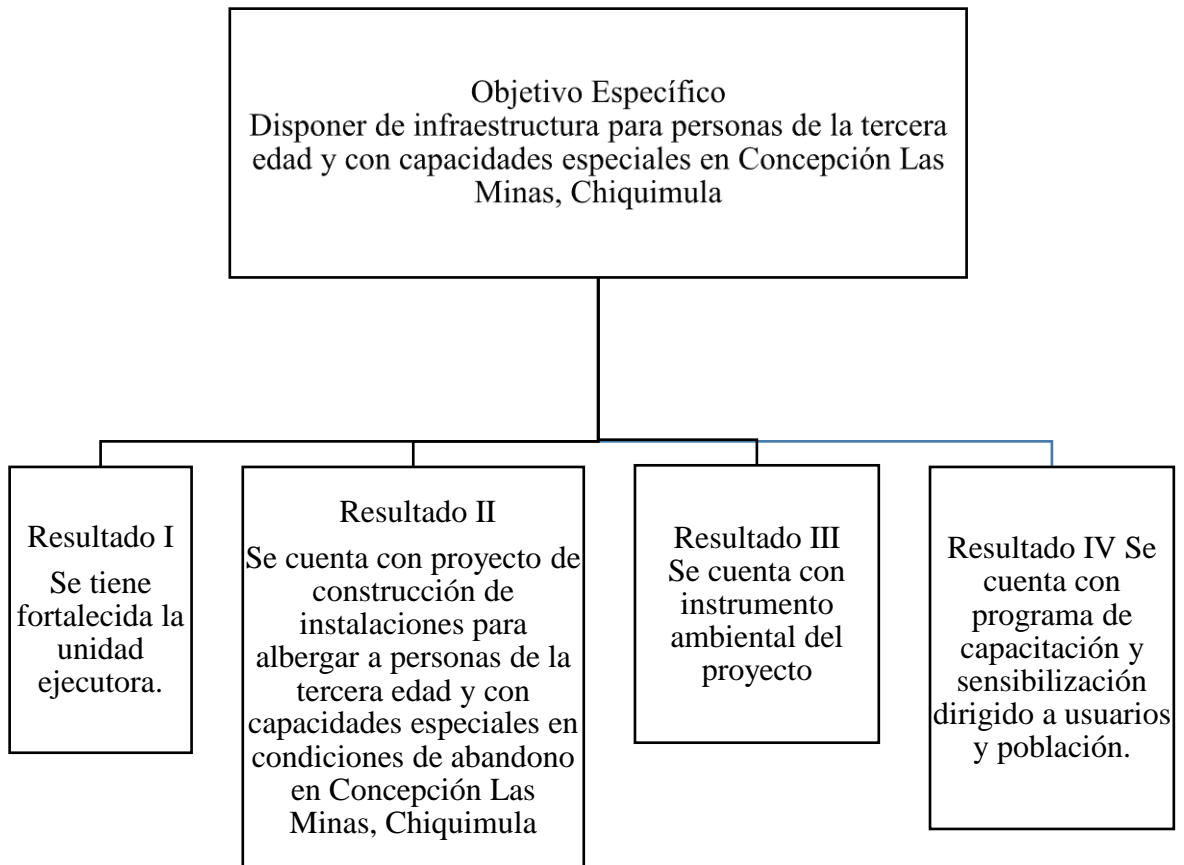 Objetivo Específico
Disponer de infraestructura para personas de la tercera
edad y con capacidades especiales en Concepción Las
Minas, Chiquimula
Resultado I
Se tiene
fortalecida la
unidad
ejecutora.
Resultado II
Se cuenta con proyecto de
construcción de
instalaciones para
albergar a personas de la
tercera edad y con
capacidades especiales en
condiciones de abandono
en Concepción Las
Minas, Chiquimula
Resultado III
Se cuenta con
instrumento
ambiental del
proyecto
Resultado IV Se
cuenta con
programa de
capacitación y
sensibilización
dirigido a usuarios
y población.